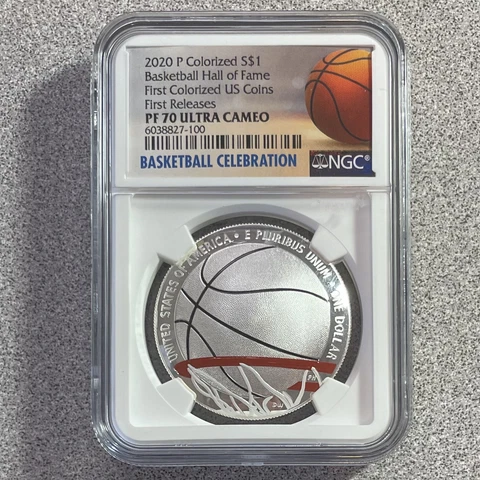 2020 P Colorized S$1
Basketball Hall of Fame
First Colorized US Coins
First Releases
PF 70 ULTRA CAMEO
6038827-100
BASKETBALL CELEBRATION
NGC®
UNITED STATES OF AMERICA • E PLURIBUS UNUM • ONE DOLLAR